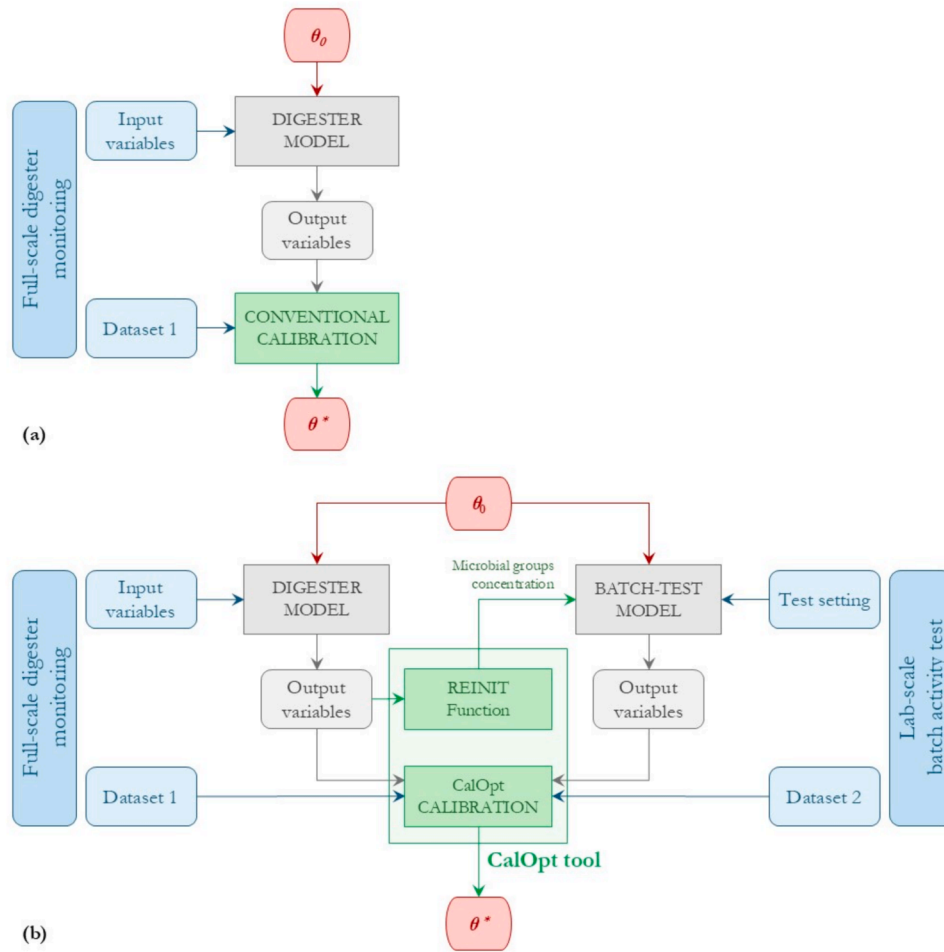 θ0
Full-scale digester
monitoring
Input
variables
DIGESTER
MODEL
Output
variables
Dataset 1
CONVENTIONAL
CALIBRATION
θ*
(a)
θ0
Microbial groups
concentration
Full-scale digester
monitoring
Input
variables
DIGESTER
MODEL
BATCH-TEST
MODEL
Test setting
Lab-scale
batch activity test
Output
variables
REINIT
Function
Output
variables
Dataset 1
CalOpt
CALIBRATION
Dataset 2
CalOpt tool
θ*
(b)